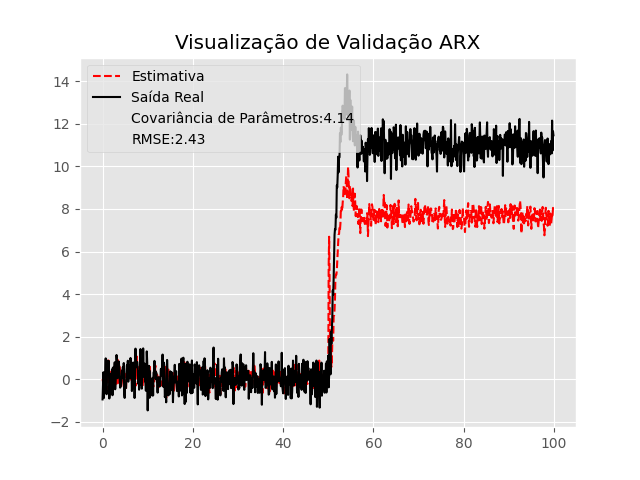 Visualização de Validação ARX
Estimativa
Saída Real
Covariância de Parâmetros:4.14
RMSE:2.43
14
12
10
8
6
4
2
0
−2
0 20 40 60 80 100